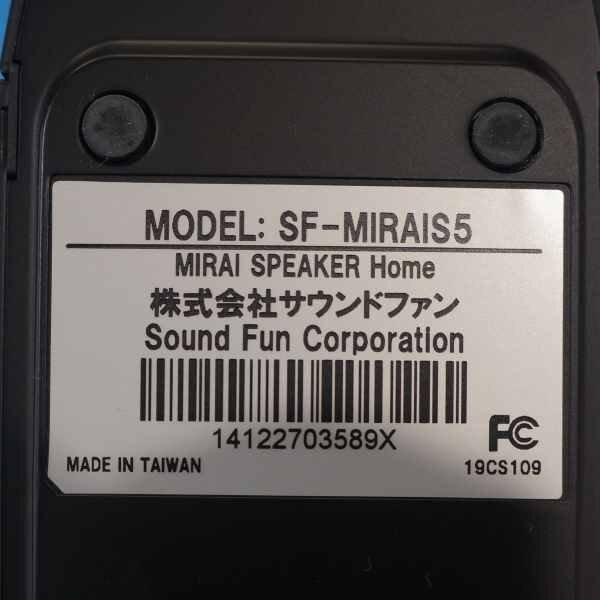 MODEL: SF-MIRAIS5
MIRAI SPEAKER Home
株式会社サウンドファン
Sound Fun Corporation
14122703589X
FC
MADE IN TAIWAN
19CS109